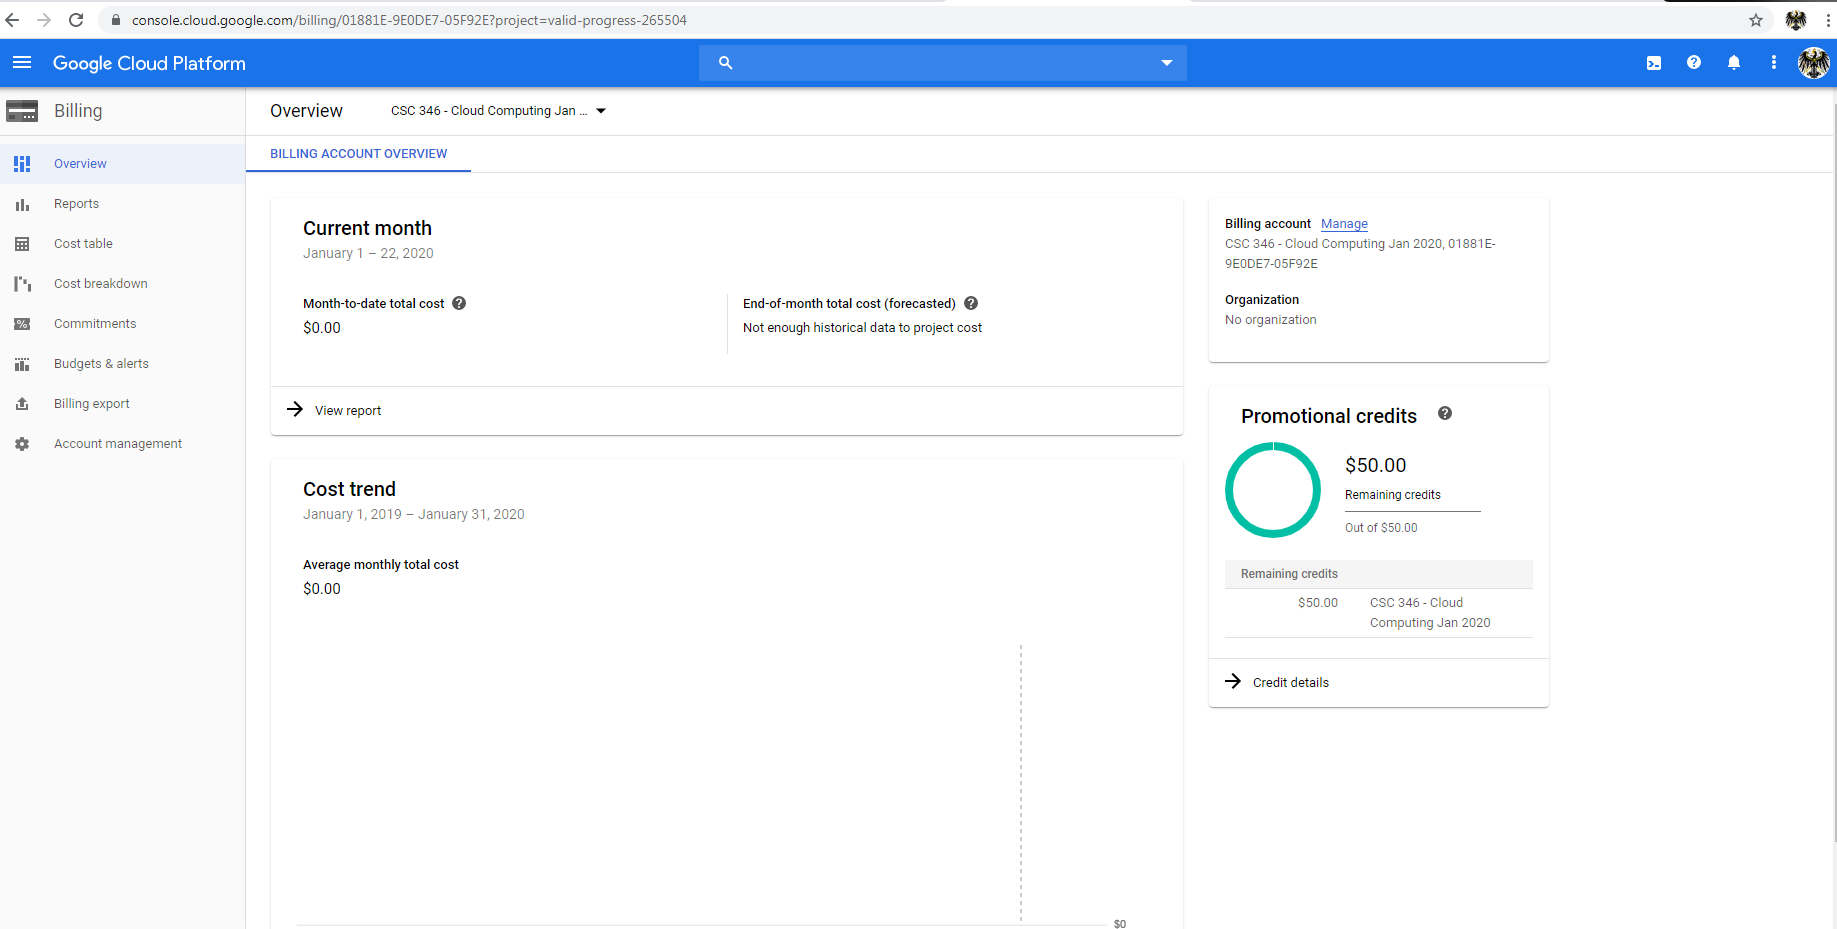 console.cloud.google.com/billing/01881E-9E0DE7-05F92E?project=valid-progress-265504
Google Cloud Platform
Billing
Overview
CSC 346 - Cloud Computing Jan ...
BILLING ACCOUNT OVERVIEW
Overview
Reports
Cost table
Cost breakdown
Commitments
Budgets & alerts
Billing export
Account management
Current month
January 1 – 22, 2020
Month-to-date total cost
$0.00
End-of-month total cost (forecasted)
Not enough historical data to project cost
View report
Cost trend
January 1, 2019 – January 31, 2020
Average monthly total cost
$0.00
$0
Billing account Manage
CSC 346 - Cloud Computing Jan 2020, 01881E-
9E0DE7-05F92E
Organization
No organization
Promotional credits
$50.00
Remaining credits
Out of $50.00
Remaining credits
$50.00 CSC 346 - Cloud
Computing Jan 2020
Credit details